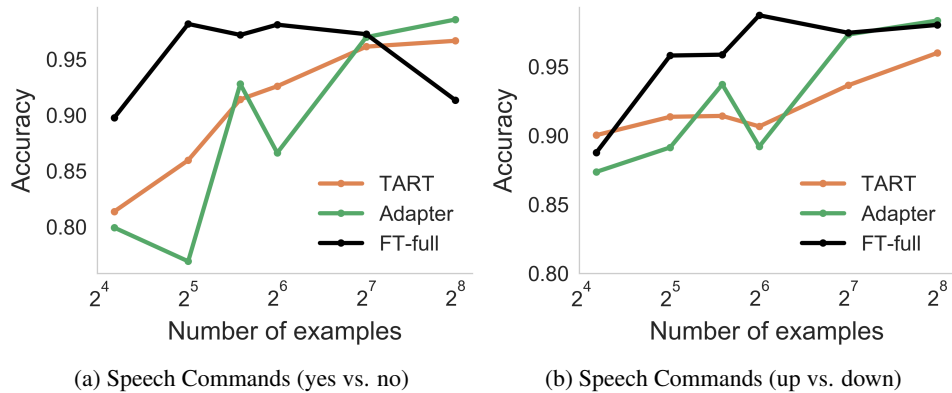 Accuracy
0.95
0.90
0.85
0.80
TART
Adapter
FT-full
2^4
2^5
2^6
2^7
2^8
Number of examples
(a) Speech Commands (yes vs. no)
Accuracy
0.95
0.90
0.85
0.80
TART
Adapter
FT-full
2^4
2^5
2^6
2^7
2^8
Number of examples
(b) Speech Commands (up vs. down)